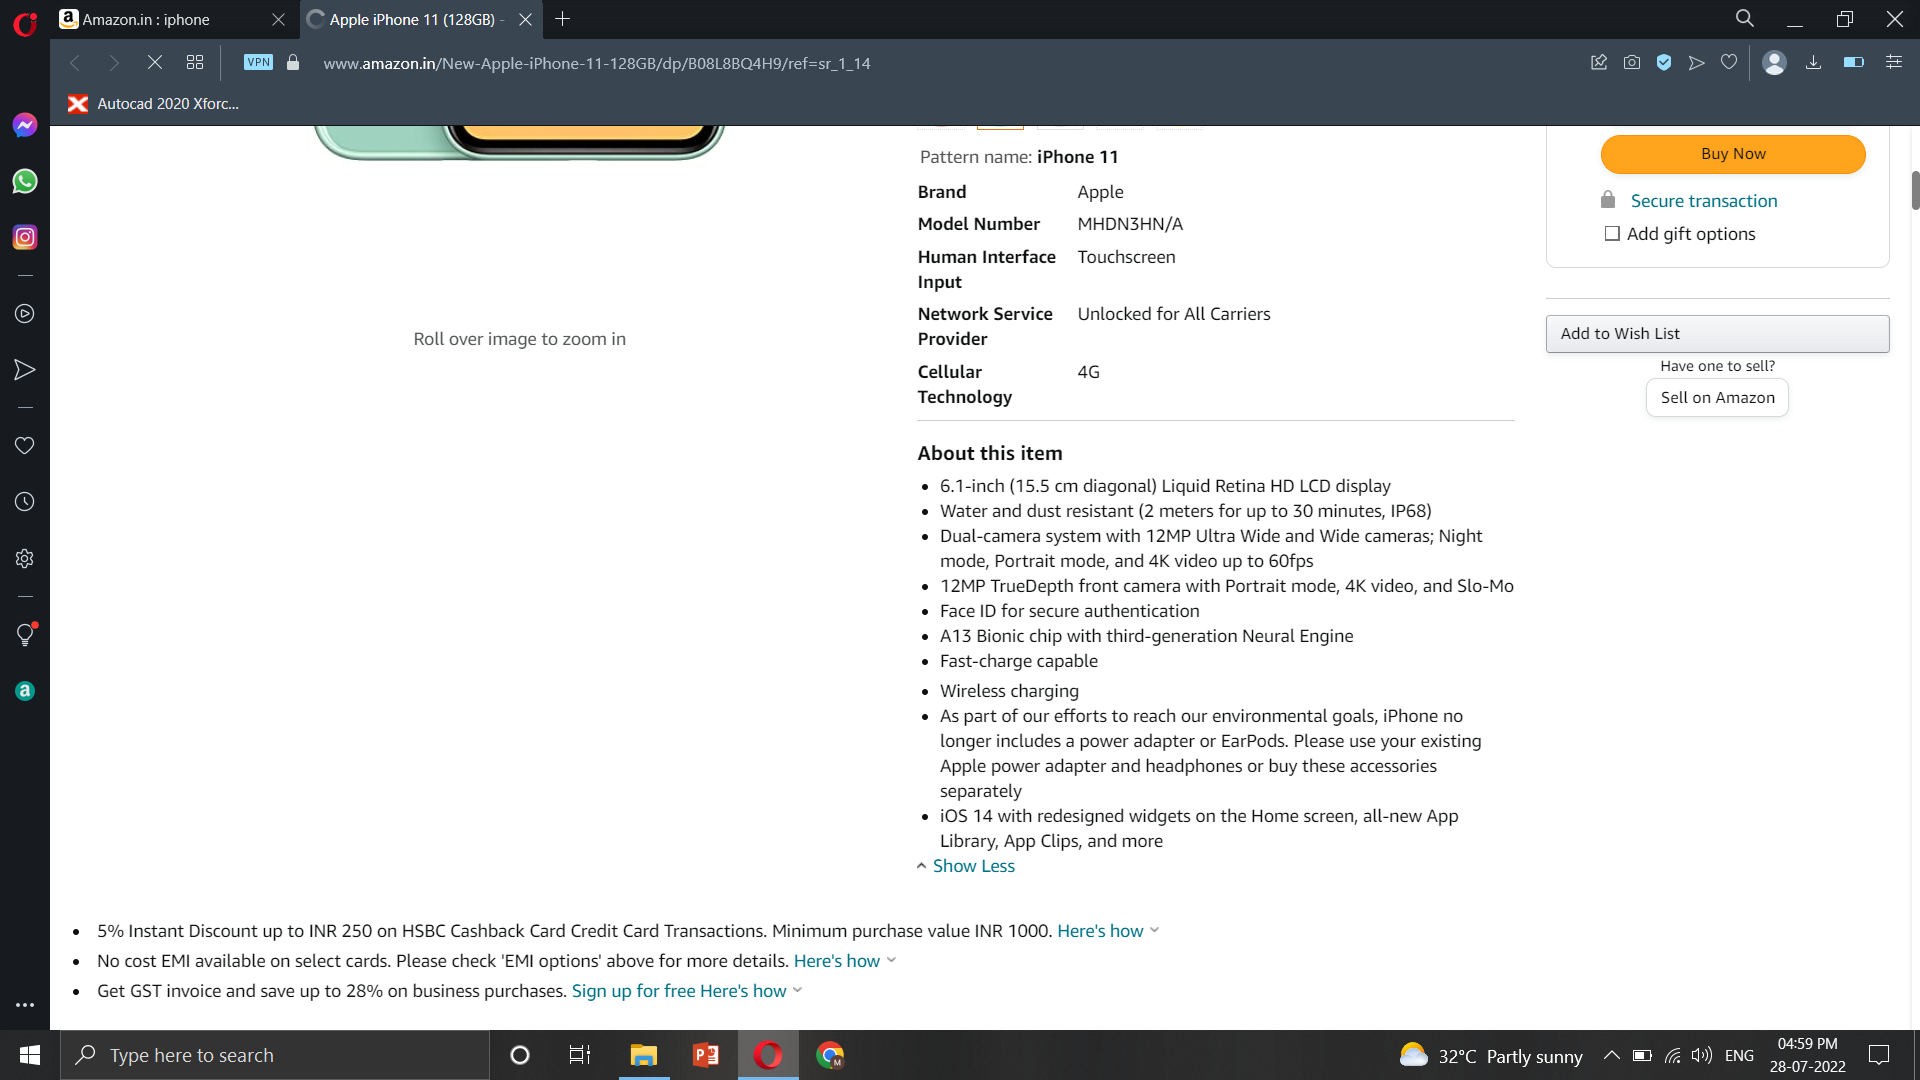 Amazon.in : iphone
Apple iPhone 11 (128GB) -
VPN
www.amazon.in/New-Apple-iPhone-11-128GB/dp/B08L8BQ4H9/ref=sr_1_14
Autocad 2020 Xforc...
Pattern name: iPhone 11
Brand Apple
Model Number MHDN3HN/A
Human Interface Touchscreen
Input
Network Service Unlocked for All Carriers
Provider
Cellular 4G
Technology
Roll over image to zoom in
Buy Now
Secure transaction
Add gift options
Add to Wish List
Have one to sell?
Sell on Amazon
About this item
6.1-inch (15.5 cm diagonal) Liquid Retina HD LCD display
Water and dust resistant (2 meters for up to 30 minutes, IP68)
Dual-camera system with 12MP Ultra Wide and Wide cameras; Night
mode, Portrait mode, and 4K video up to 60fps
12MP TrueDepth front camera with Portrait mode, 4K video, and Slo-Mo
Face ID for secure authentication
A13 Bionic chip with third-generation Neural Engine
Fast-charge capable
Wireless charging
As part of our efforts to reach our environmental goals, iPhone no
longer includes a power adapter or EarPods. Please use your existing
Apple power adapter and headphones or buy these accessories
separately
iOS 14 with redesigned widgets on the Home screen, all-new App
Library, App Clips, and more
Show Less
5% Instant Discount up to INR 250 on HSBC Cashback Card Credit Card Transactions. Minimum purchase value INR 1000. Here's how
No cost EMI available on select cards. Please check 'EMI options' above for more details. Here's how
Get GST invoice and save up to 28% on business purchases. Sign up for free Here's how
Type here to search
32°C Partly sunny
ENG
04:59 PM
28-07-2022